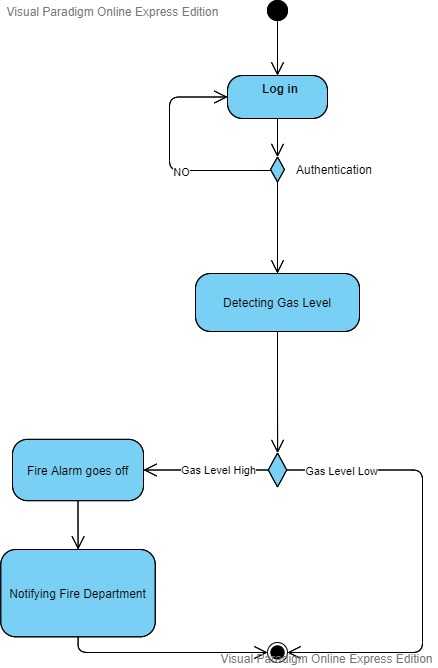 Visual Paradigm Online Express Edition
Log in
NO
Authentication
Detecting Gas Level
Fire Alarm goes off
Gas Level High
Gas Level Low
Notifying Fire Department
Visual Paradigm Online Express Edition